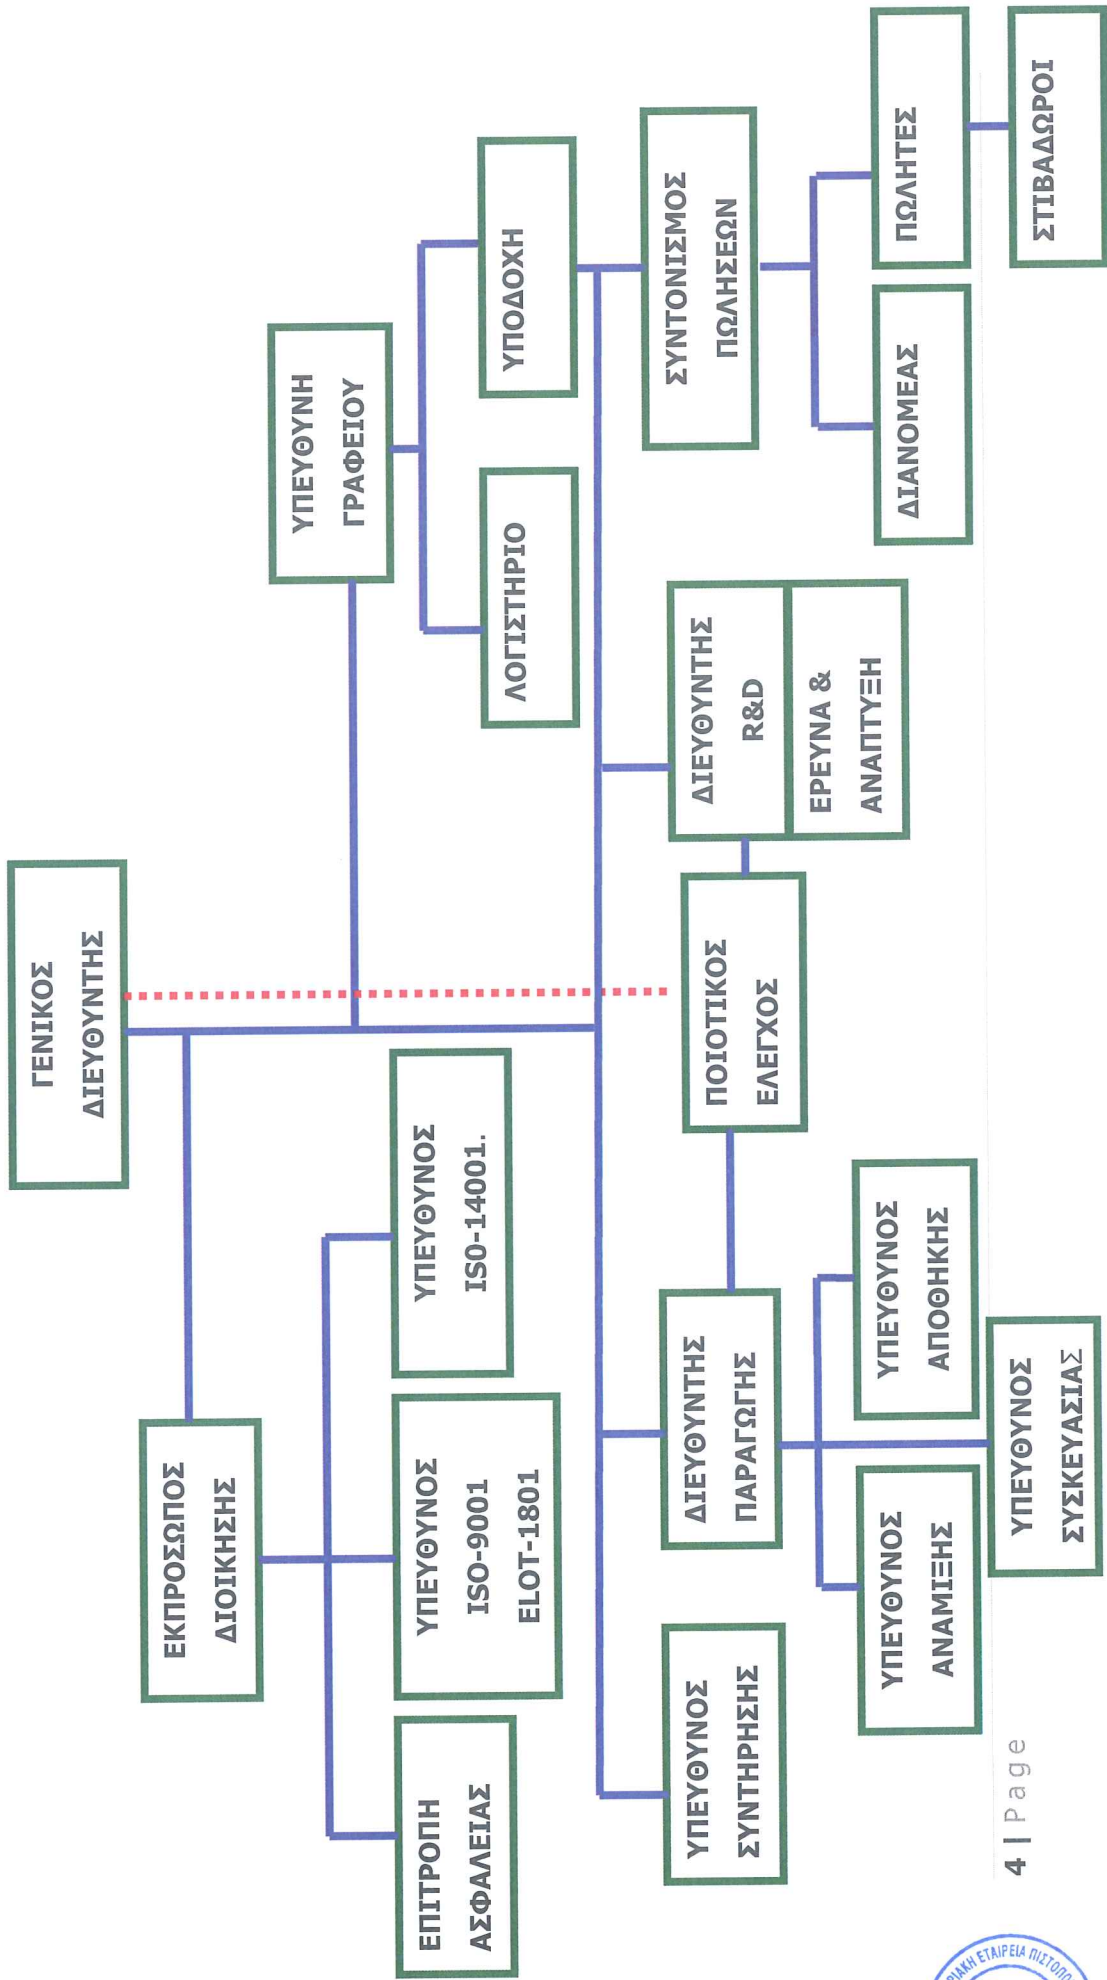 ΓΕΝΙΚΟΣ
ΔΙΕΥΘΥΝΤΗΣ
ΕΚΠΡΟΣΩΠΟΣ
ΔΙΟΙΚΗΣΗΣ
ΥΠΕΥΘΥΝΗ
ΓΡΑΦΕΙΟΥ
ΕΠΙΤΡΟΠΗ
ΑΣΦΑΛΕΙΑΣ
ΥΠΕΥΘΥΝΟΣ
ISO-9001
ELOT-1801
ΥΠΕΥΘΥΝΟΣ
ISO-14001.
ΛΟΓΙΣΤΗΡΙΟ
ΥΠΟΔΟΧΗ
ΥΠΕΥΘΥΝΟΣ
ΣΥΝΤΗΡΗΣΗΣ
ΔΙΕΥΘΥΝΤΗΣ
ΠΑΡΑΓΩΓΗΣ
ΠΟΙΟΤΙΚΟΣ
ΕΛΕΓΧΟΣ
ΔΙΕΥΘΥΝΤΗΣ
R&D
ΕΡΕΥΝΑ &
ΑΝΑΠΤΥΞΗ
ΣΥΝΤΟΝΙΣΜΟΣ
ΠΩΛΗΣΕΩΝ
ΥΠΕΥΘΥΝΟΣ
ΑΝΑΜΙΞΗΣ
ΥΠΕΥΘΥΝΟΣ
ΑΠΟΘΗΚΗΣ
ΔΙΑΝΟΜΕΑΣ
ΠΩΛΗΤΕΣ
ΥΠΕΥΘΥΝΟΣ
ΣΥΣΚΕΥΑΣΙΑΣ
ΣΤΙΒΑΔΩΡΟΙ
4 | Page
ΕΤΑΙΡΕΙΑ